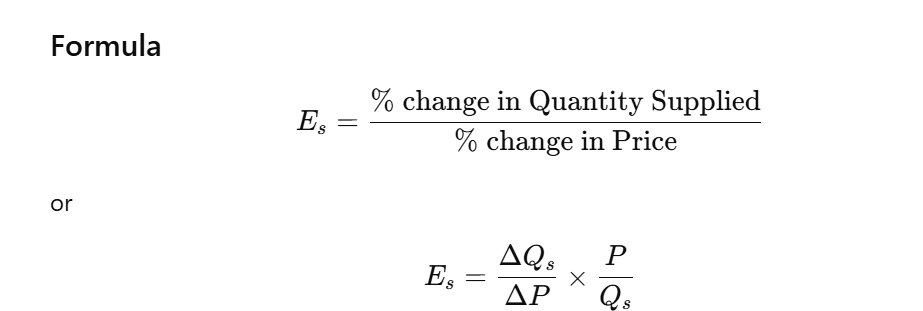 Formula
E_s = % change in Quantity Supplied / % change in Price
or
E_s = ΔQ_s / ΔP × P / Q_s